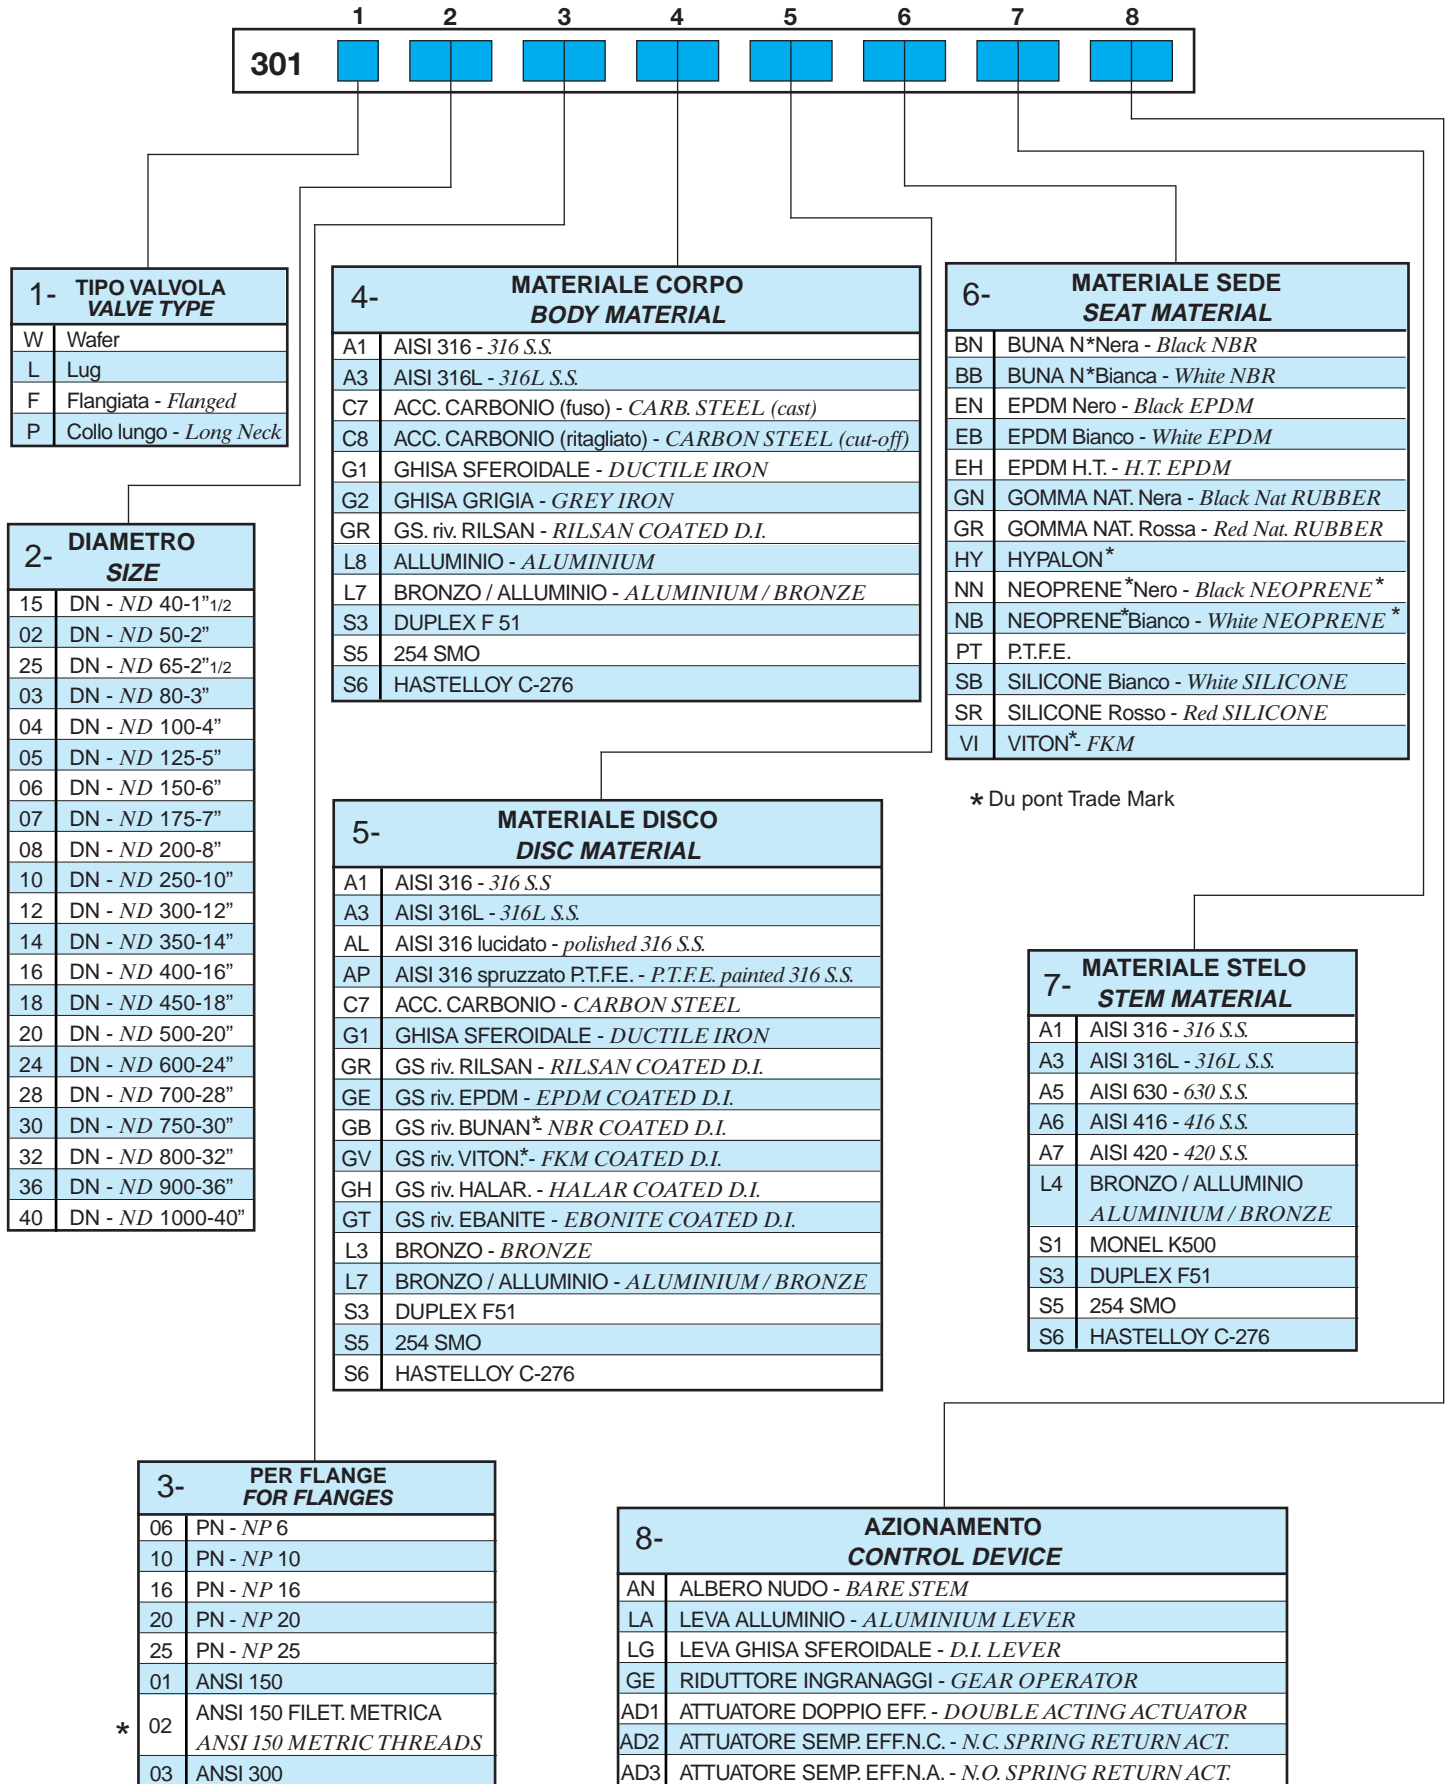 1 2 3 4 5 6 7 8
301
1- TIPO VALVOLA
VALVE TYPE
W Wafer
L Lug
F Flangiata - Flanged
P Collo lungo - Long Neck
2- DIAMETRO
SIZE
15 DN - ND 40-1”1/2
02 DN - ND 50-2”
25 DN - ND 65-2”1/2
03 DN - ND 80-3”
04 DN - ND 100-4”
05 DN - ND 125-5”
06 DN - ND 150-6”
07 DN - ND 175-7”
08 DN - ND 200-8”
10 DN - ND 250-10”
12 DN - ND 300-12”
14 DN - ND 350-14”
16 DN - ND 400-16”
18 DN - ND 450-18”
20 DN - ND 500-20”
24 DN - ND 600-24”
28 DN - ND 700-28”
30 DN - ND 750-30”
32 DN - ND 800-32”
36 DN - ND 900-36”
40 DN - ND 1000-40”
4- MATERIALE CORPO
BODY MATERIAL
A1 AISI 316 - 316 S.S.
A3 AISI 316L - 316L S.S.
C7 ACC. CARBONIO (fuso) - CARB. STEEL (cast)
C8 ACC. CARBONIO (ritagliato) - CARBON STEEL (cut-off)
G1 GHISA SFEROIDALE - DUCTILE IRON
G2 GHISA GRIGIA - GREY IRON
GR GS. riv. RILSAN - RILSAN COATED D.I.
L8 ALLUMINIO - ALUMINIUM
L7 BRONZO / ALLUMINIO - ALUMINIUM / BRONZE
S3 DUPLEX F 51
S5 254 SMO
S6 HASTELLOY C-276
6- MATERIALE SEDE
SEAT MATERIAL
BN BUNA N*Nera - Black NBR
BB BUNA N*Bianca - White NBR
EN EPDM Nero - Black EPDM
EB EPDM Bianco - White EPDM
EH EPDM H.T. - H.T. EPDM
GN GOMMA NAT. Nera - Black Nat RUBBER
GR GOMMA NAT. Rossa - Red Nat. RUBBER
HY HYPALON*
NN NEOPRENE*Nero - Black NEOPRENE*
NB NEOPRENE*Bianco - White NEOPRENE *
PT P.T.F.E.
SB SILICONE Bianco - White SILICONE
SR SILICONE Rosso - Red SILICONE
VI VITON*- FKM
* Du pont Trade Mark
5- MATERIALE DISCO
DISC MATERIAL
A1 AISI 316 - 316 S.S
A3 AISI 316L - 316L S.S.
AL AISI 316 lucidato - polished 316 S.S.
AP AISI 316 spruzzato P.T.F.E. - P.T.F.E. painted 316 S.S.
C7 ACC. CARBONIO - CARBON STEEL
G1 GHISA SFEROIDALE - DUCTILE IRON
GR GS riv. RILSAN - RILSAN COATED D.I.
GE GS riv. EPDM - EPDM COATED D.I.
GB GS riv. BUNAN*- NBR COATED D.I.
GV GS riv. VITON.*- FKM COATED D.I.
GH GS riv. HALAR. - HALAR COATED D.I.
GT GS riv. EBANITE - EBONITE COATED D.I.
L3 BRONZO - BRONZE
L7 BRONZO / ALLUMINIO - ALUMINIUM / BRONZE
S3 DUPLEX F51
S5 254 SMO
S6 HASTELLOY C-276
7- MATERIALE STELO
STEM MATERIAL
A1 AISI 316 - 316 S.S.
A3 AISI 316L - 316L S.S.
A5 AISI 630 - 630 S.S.
A6 AISI 416 - 416 S.S.
A7 AISI 420 - 420 S.S.
L4 BRONZO / ALLUMINIO
ALUMINIUM / BRONZE
S1 MONEL K500
S3 DUPLEX F51
S5 254 SMO
S6 HASTELLOY C-276
3- PER FLANGE
FOR FLANGES
06 PN - NP 6
10 PN - NP 10
16 PN - NP 16
20 PN - NP 20
25 PN - NP 25
01 ANSI 150
* 02 ANSI 150 FILET. METRICA
ANSI 150 METRIC THREADS
03 ANSI 300
8- AZIONAMENTO
CONTROL DEVICE
AN ALBERO NUDO - BARE STEM
LA LEVA ALLUMINIO - ALUMINIUM LEVER
LG LEVA GHISA SFEROIDALE - D.I. LEVER
GE RIDUTTORE INGRANAGGI - GEAR OPERATOR
AD1 ATTUATORE DOPPIO EFF. - DOUBLE ACTING ACTUATOR
AD2 ATTUATORE SEMP. EFF.N.C. - N.C. SPRING RETURN ACT.
AD3 ATTUATORE SEMP. EFF.N.A. - N.O. SPRING RETURN ACT.